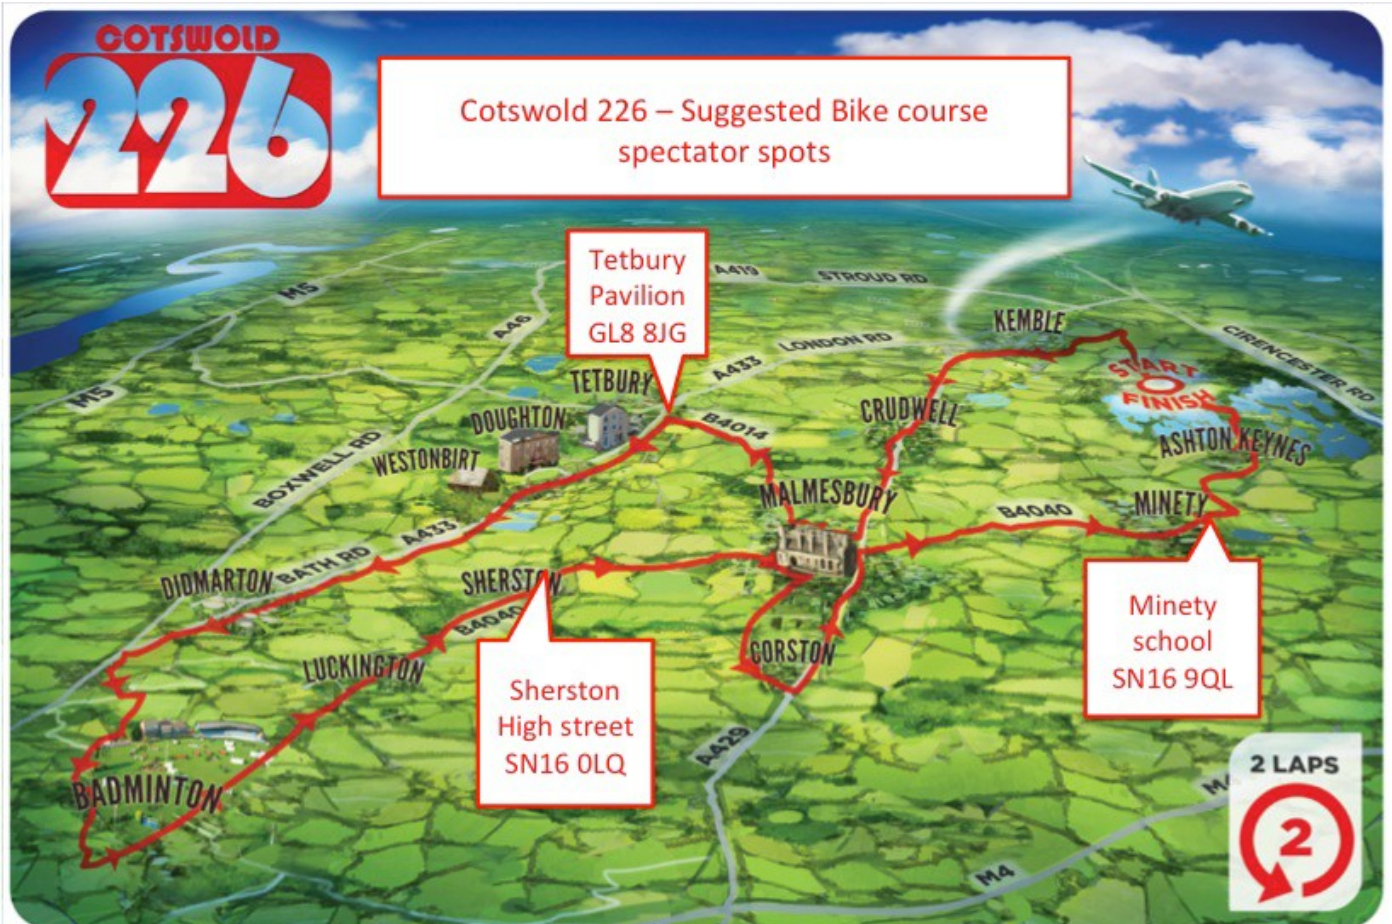 COTSWOLD
226
Cotswold 226 – Suggested Bike course
spectator spots
Tetbury
Pavilion
GL8 8JG
A419
STROUD RD
M5
A46
KEMBLE
CIRENCESTER RD
M5
A433
LONDON RD
START
FINISH
TETBURY
DOUGHTON
B4014
CRUDWELL
WESTONBIRT
BOXWELL RD
ASHTON KEYNES
MALMESBURY
B4040
MINETY
A433
BATH RD
DIDMARTON
SHERSTON
B4040
LUCKINGTON
CORSTON
Minety
school
SN16 9QL
Sherston
High street
SN16 0LQ
A429
BADMINTON
2 LAPS
2
M4
M4